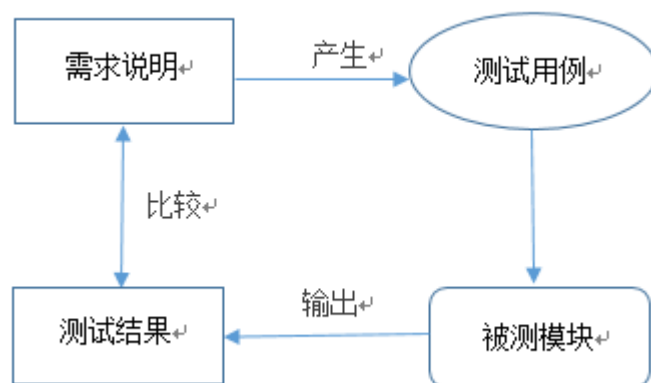 需求说明
产生
测试用例
比较
测试结果
输出
被测模块